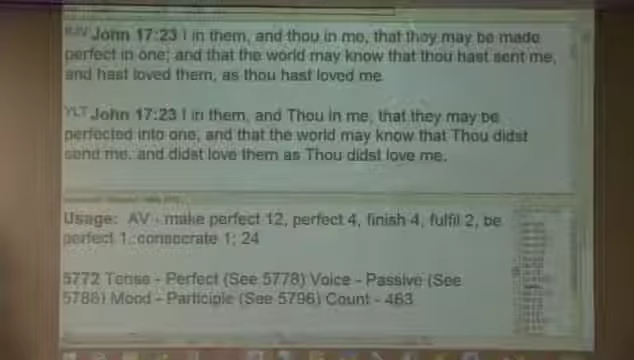 KJV John 17:23 I in them, and thou in me, that they may be made
perfect in one; and that the world may know that thou hast sent me,
and hast loved them, as thou hast loved me
YLT John 17:23 I in them, and Thou in me, that they may be
perfected into one, and that the world may know that Thou didst
send me, and didst love them as Thou didst love me.
Usage: AV - make perfect 12, perfect 4, finish 4, fulfil 2, be
perfect 1, consecrate 1; 24
5772 Tense - Perfect (See 5778) Voice - Passive (See
5786) Mood - Participle (See 5796) Count - 463